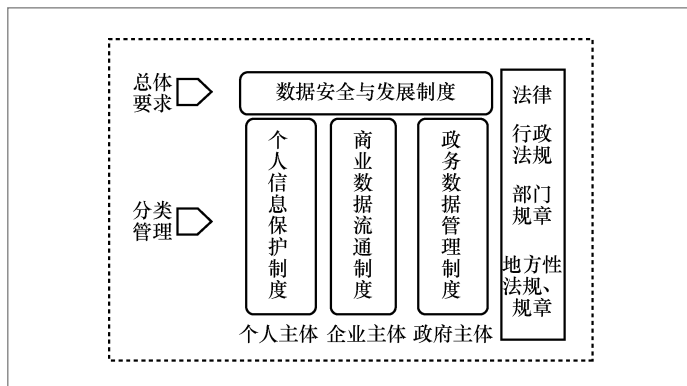 总体
要求
数据安全与发展制度
分类
管理
个人信息保护制度
商业数据流通制度
政务数据管理制度
个人主体
企业主体
政府主体
法律
行政
法规
部门
规章
地方性
法规、
规章